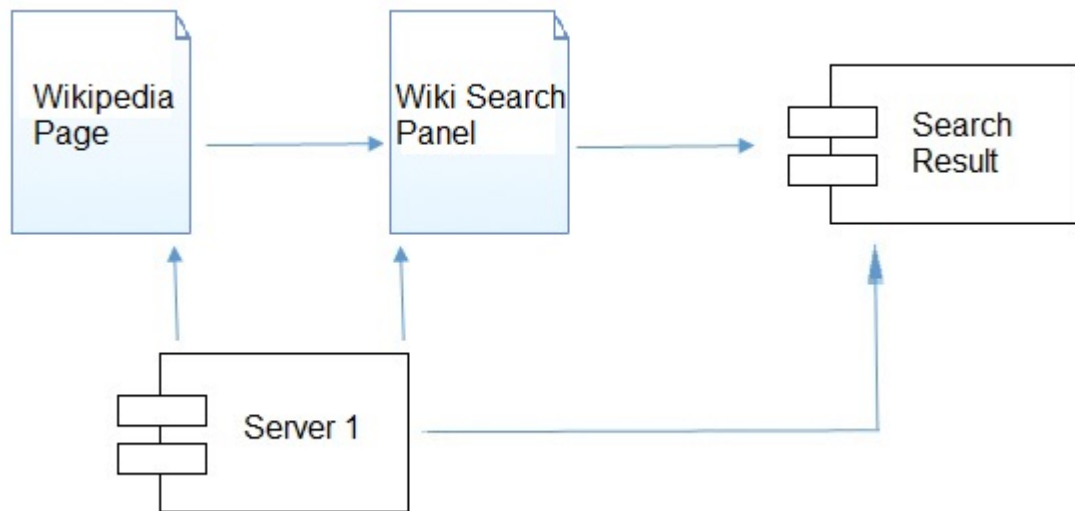 Wikipedia
Page
Wiki Search
Panel
Search
Result
Server 1